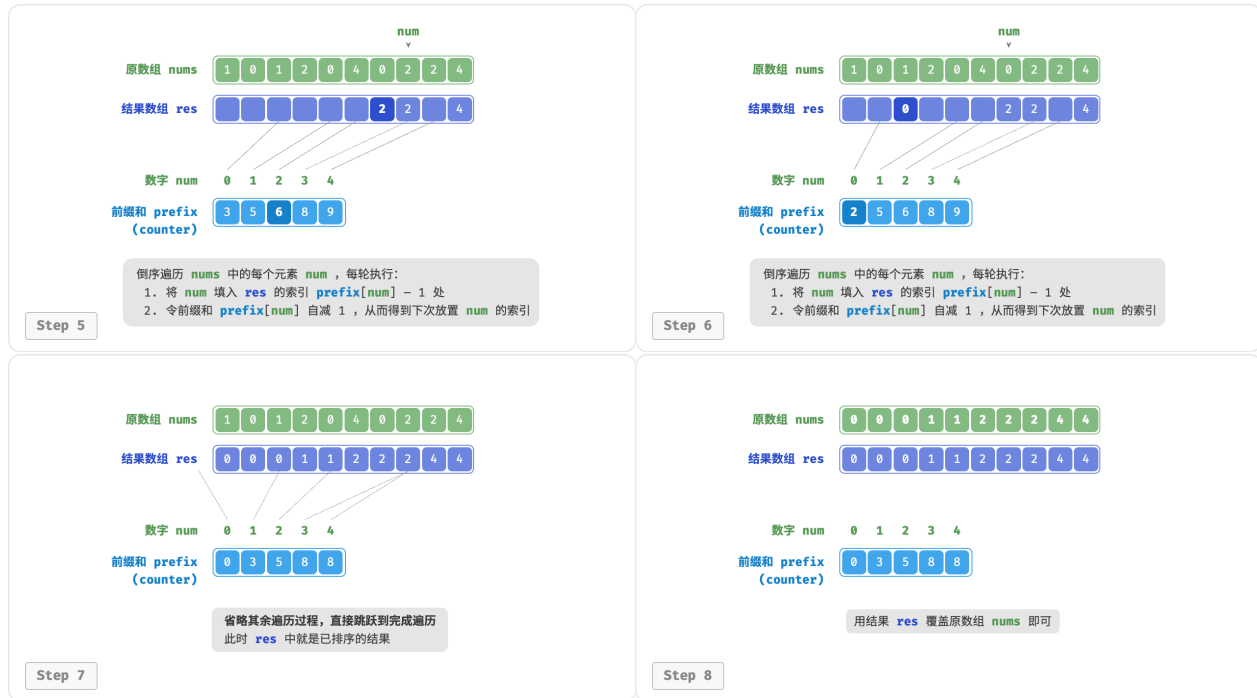 num
原数组 nums 1 0 1 2 0 4 0 2 2 4
结果数组 res 2 2 4
数字 num 0 1 2 3 4
前缀和 prefix 3 5 6 8 9
(counter)
倒序遍历 nums 中的每个元素 num ，每轮执行：
1. 将 num 填入 res 的索引 prefix[num] - 1 处
2. 令前缀和 prefix[num] 自减 1 ，从而得到下次放置 num 的索引
Step 5
num
原数组 nums 1 0 1 2 0 4 0 2 2 4
结果数组 res 0 2 2 4
数字 num 0 1 2 3 4
前缀和 prefix 2 5 6 8 9
(counter)
倒序遍历 nums 中的每个元素 num ，每轮执行：
1. 将 num 填入 res 的索引 prefix[num] - 1 处
2. 令前缀和 prefix[num] 自减 1 ，从而得到下次放置 num 的索引
Step 6
原数组 nums 1 0 1 2 0 4 0 2 2 4
结果数组 res 0 0 0 1 1 2 2 2 4 4
数字 num 0 1 2 3 4
前缀和 prefix 0 3 5 8 8
(counter)
省略其余遍历过程，直接跳跃到完成遍历
此时 res 中就是已排序的结果
Step 7
原数组 nums 0 0 0 1 1 2 2 2 4 4
结果数组 res 0 0 0 1 1 2 2 2 4 4
数字 num 0 1 2 3 4
前缀和 prefix 0 3 5 8 8
(counter)
用结果 res 覆盖原数组 nums 即可
Step 8